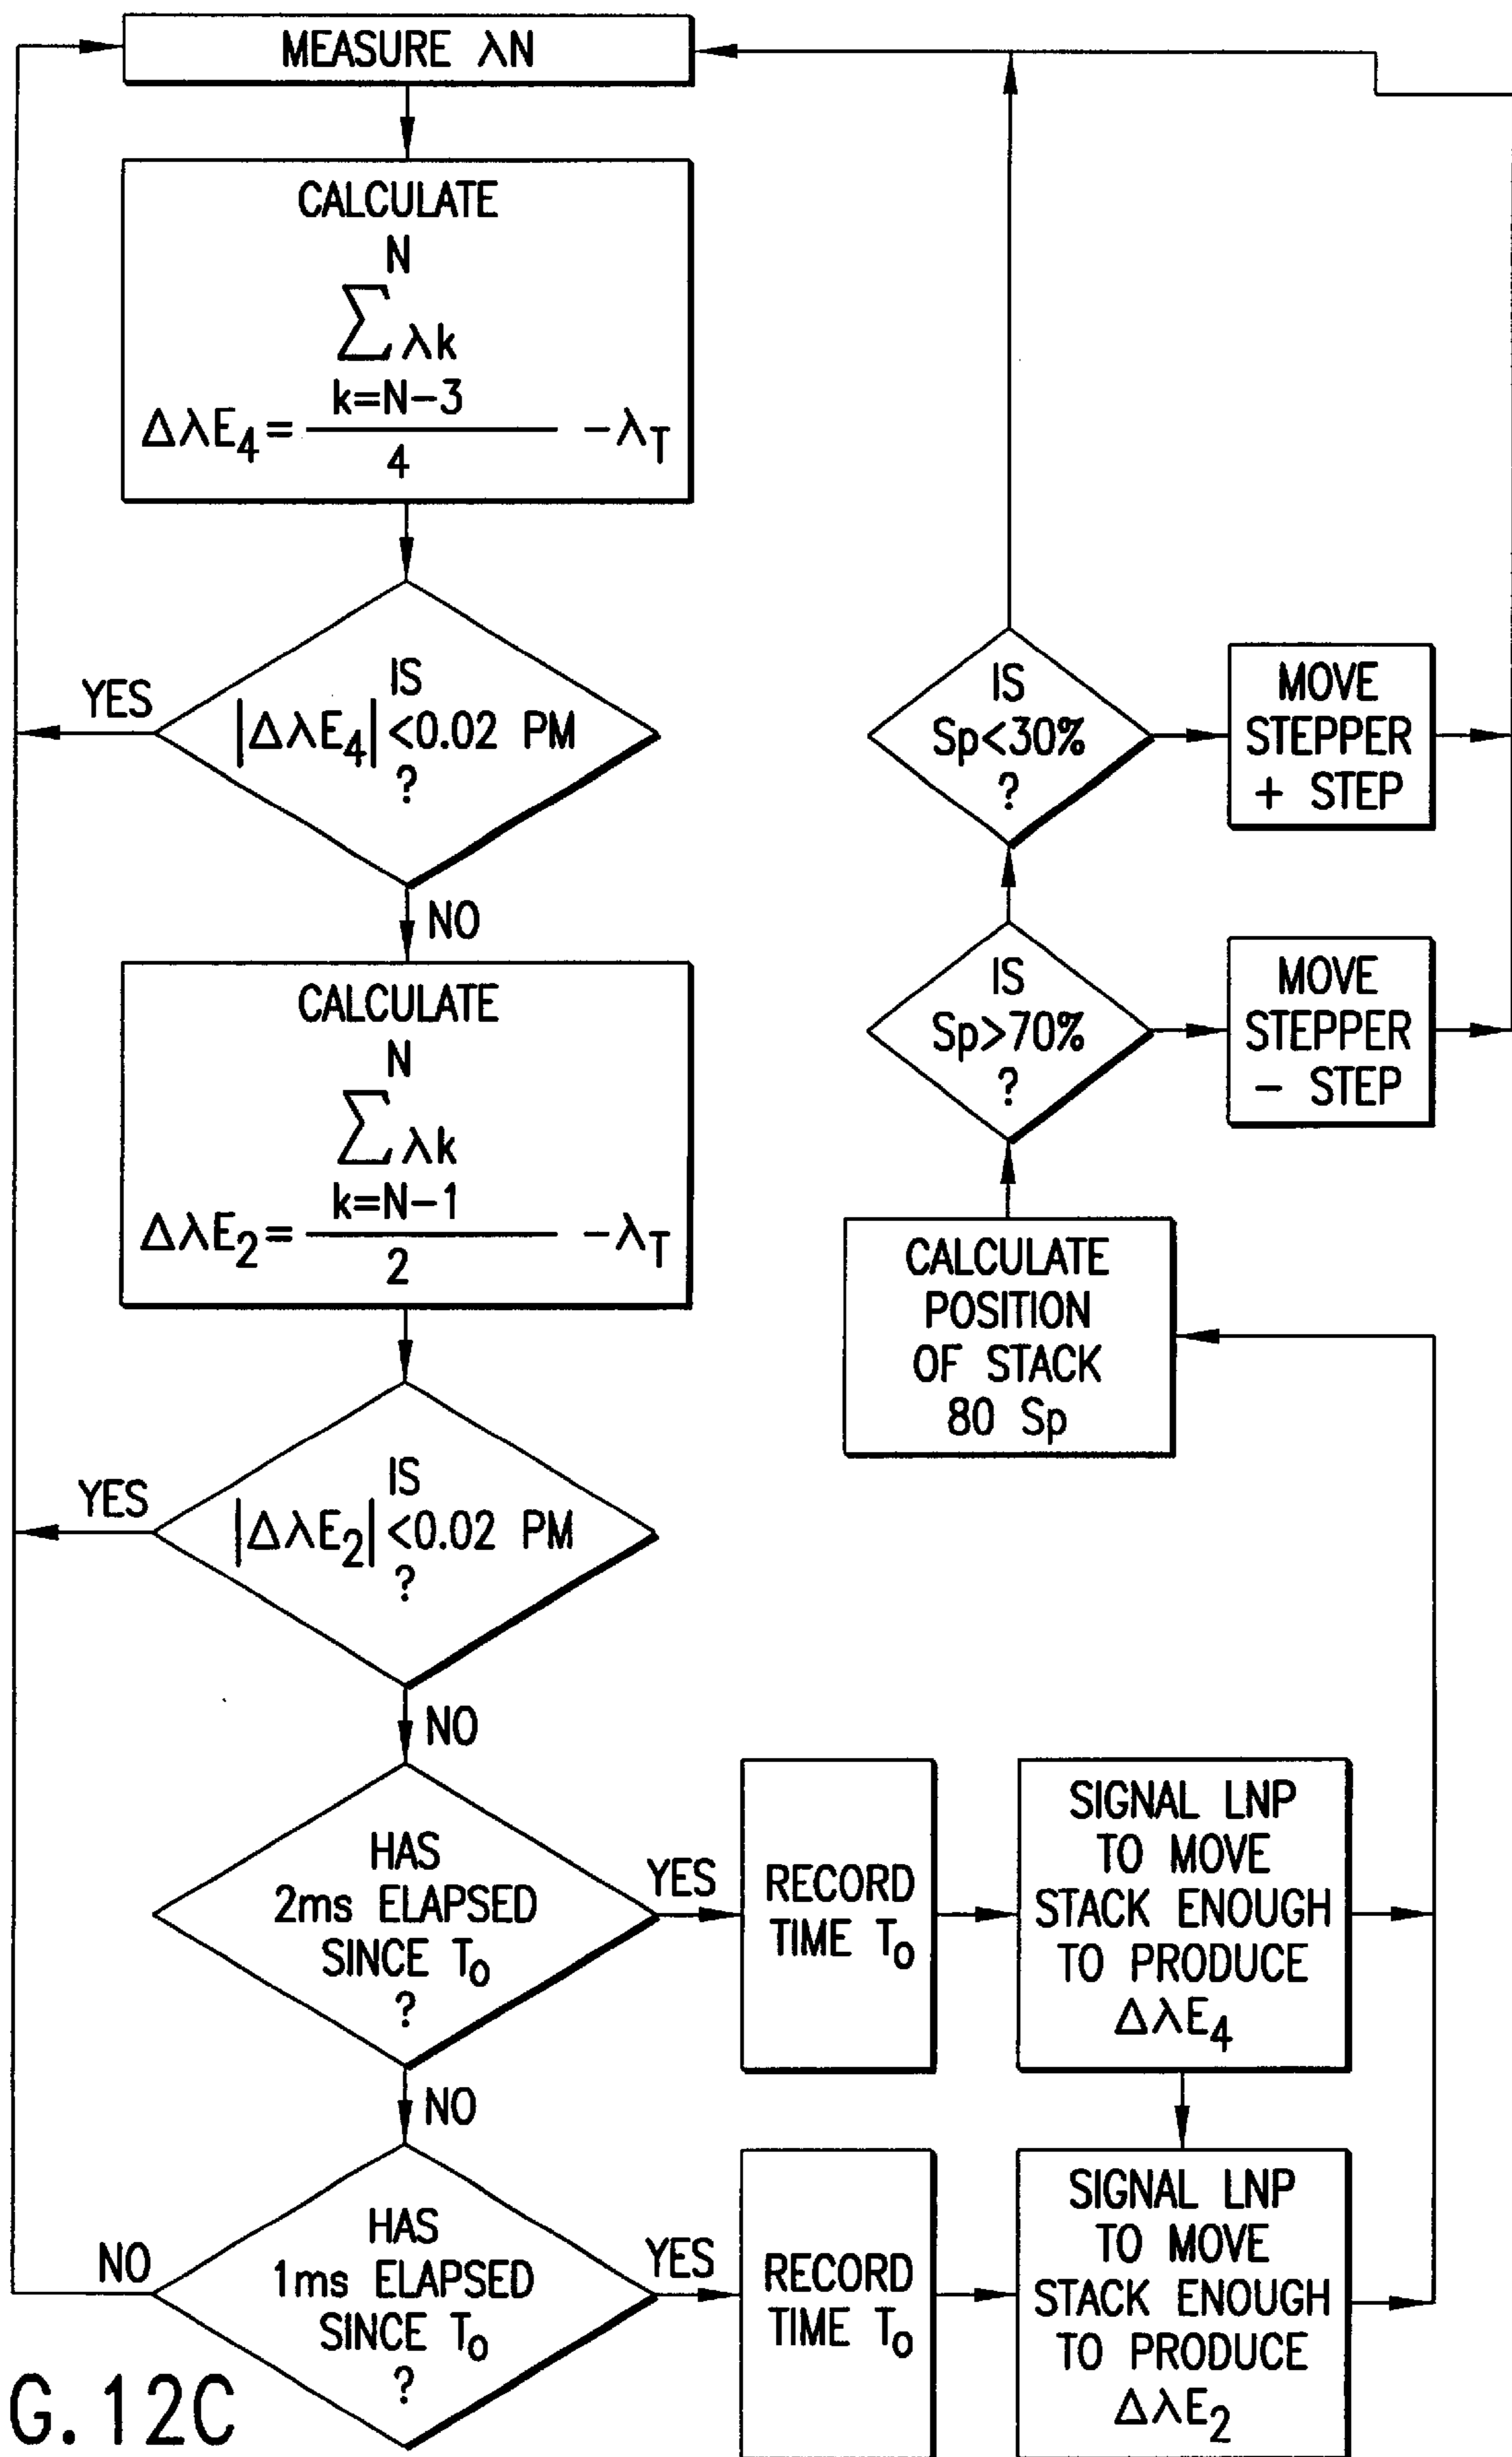 MEASURE λN
CALCULATE
N
∑ λk
k=N-3
ΔλE₄= 4 -λT
YES
IS
|ΔλE₄|<0.02 PM
?
NO
CALCULATE
N
∑ λk
k=N-1
ΔλE₂= 2 -λT
YES
IS
|ΔλE₂|<0.02 PM
?
NO
HAS
2ms ELAPSED
SINCE T₀
?
YES
RECORD
TIME T₀
SIGNAL LNP
TO MOVE
STACK ENOUGH
TO PRODUCE
ΔλE₄
NO
HAS
1ms ELAPSED
SINCE T₀
?
NO
YES
RECORD
TIME T₀
SIGNAL LNP
TO MOVE
STACK ENOUGH
TO PRODUCE
ΔλE₂
CALCULATE
POSITION
OF STACK
80 Sp
IS
Sp>70%
?
MOVE
STEPPER
- STEP
IS
Sp<30%
?
MOVE
STEPPER
+ STEP
G. 12C